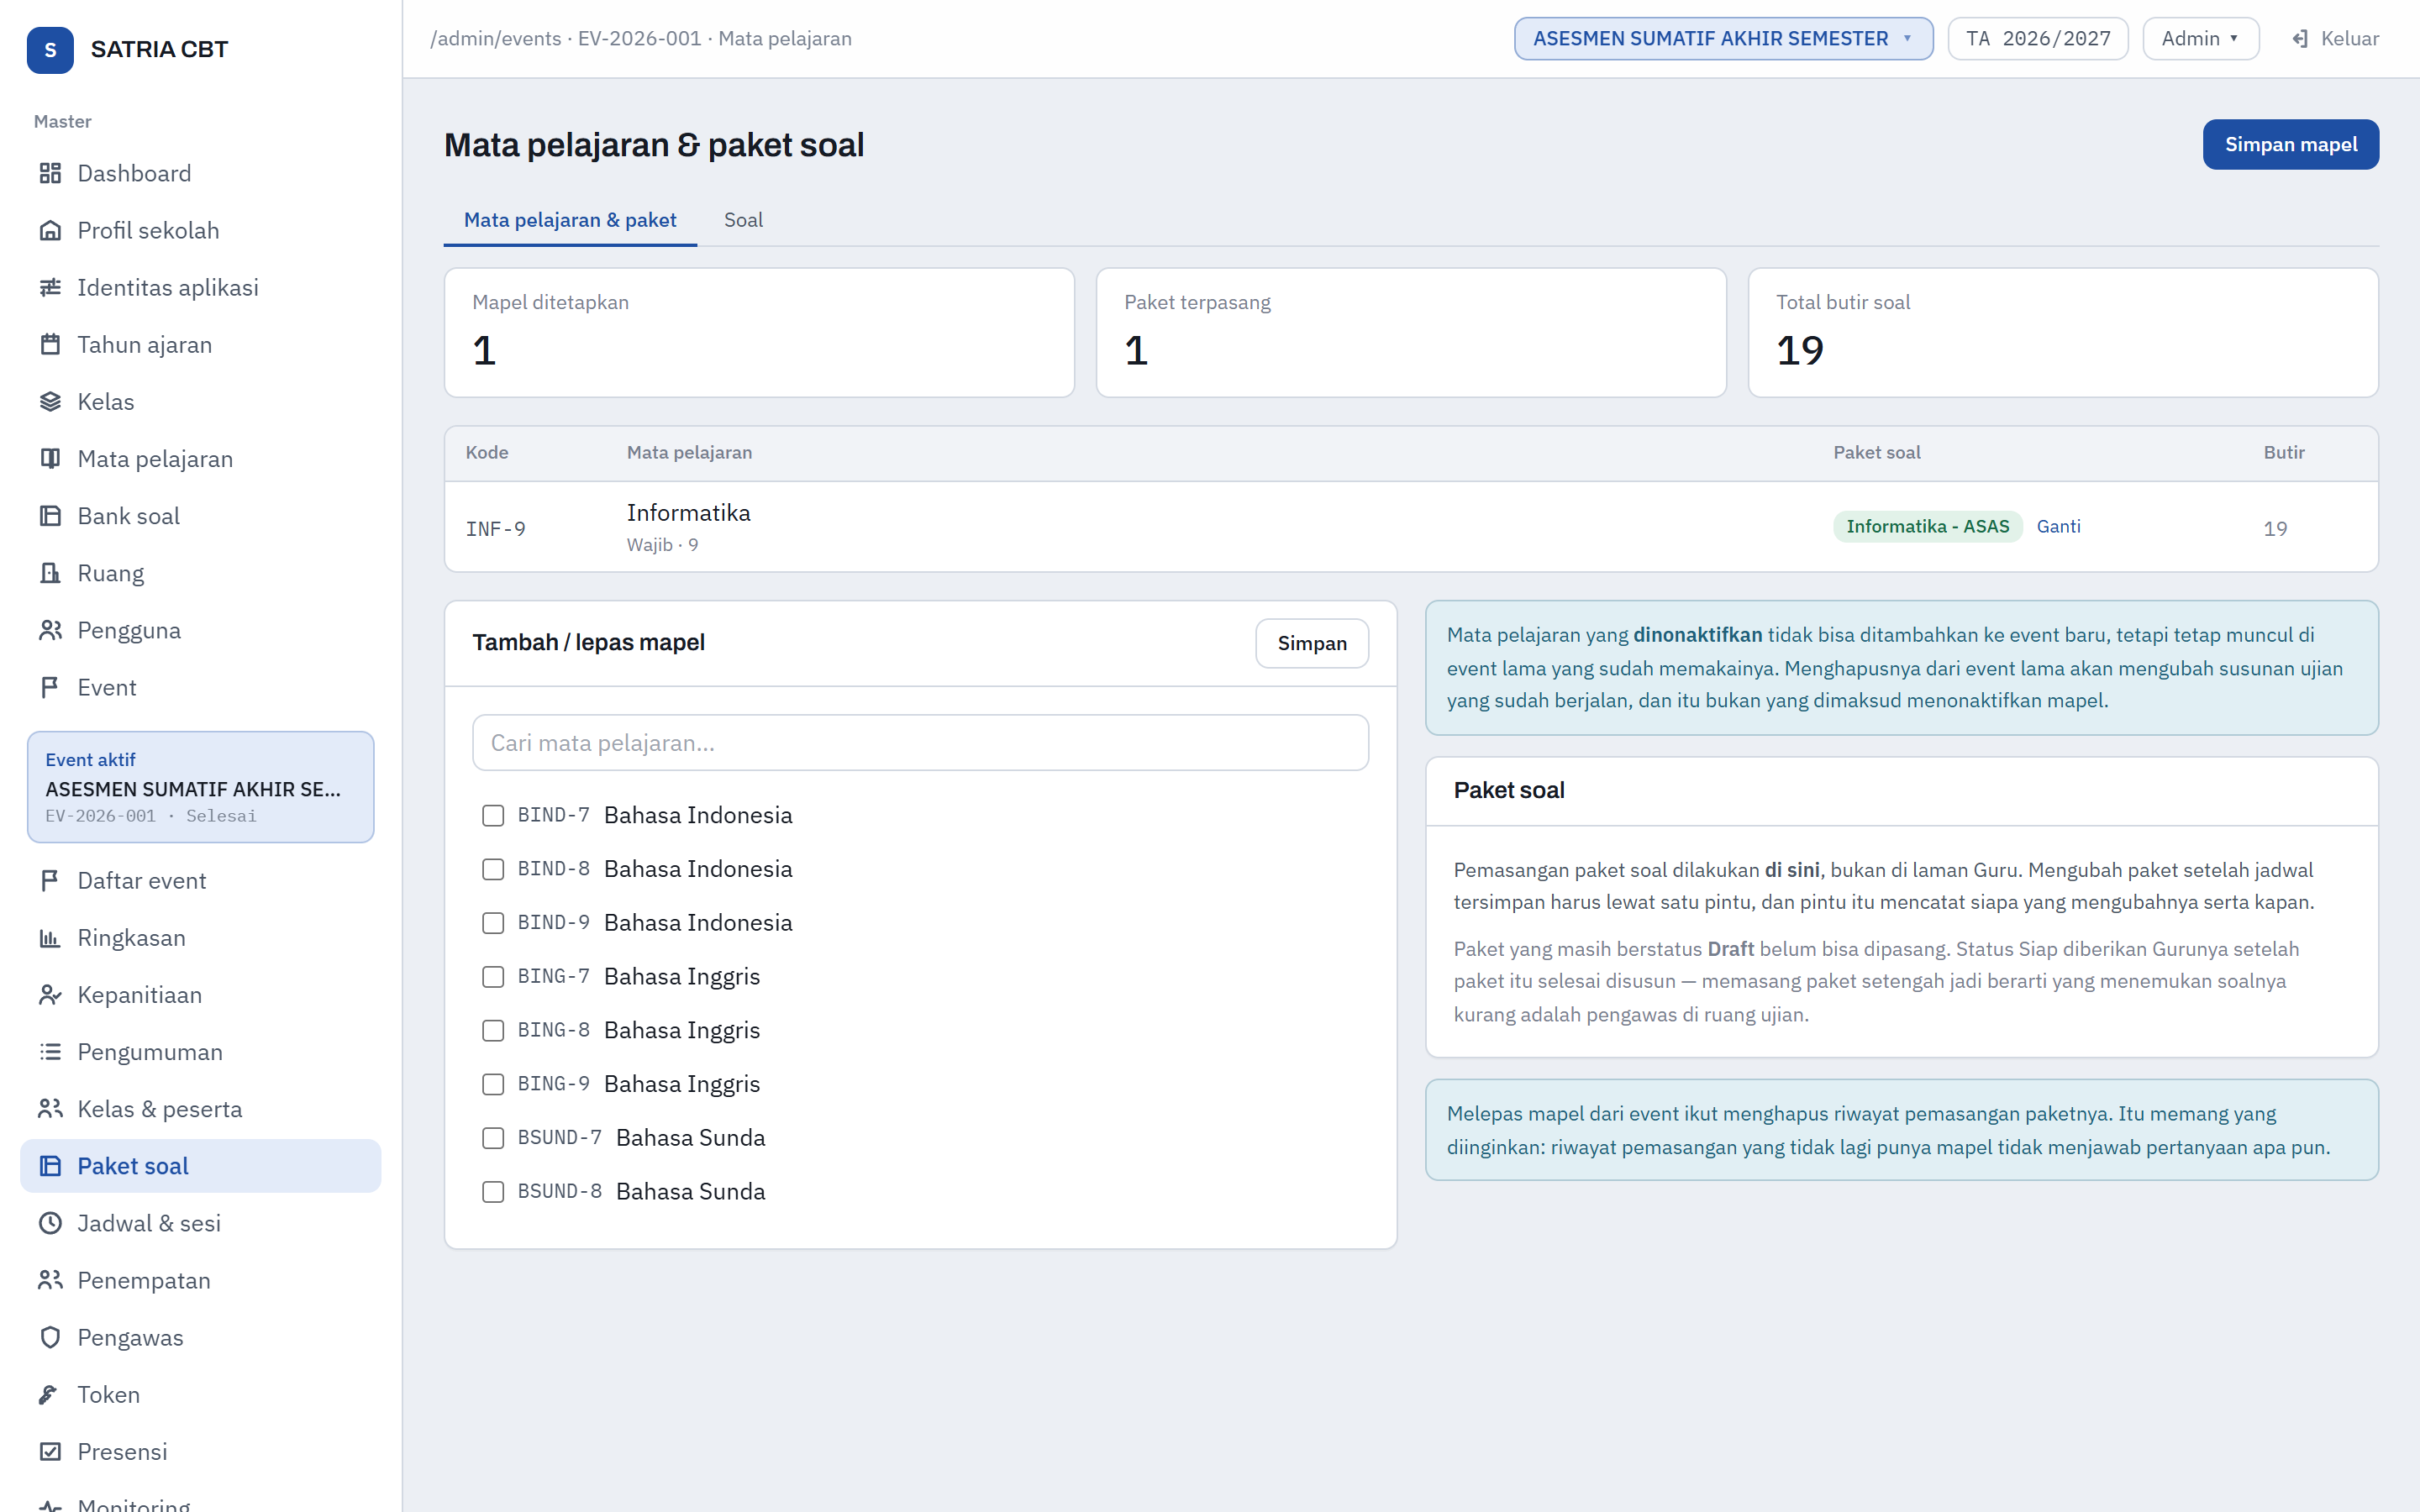 S
SATRIA CBT
Master
Dashboard
Profil sekolah
Identitas aplikasi
Tahun ajaran
Kelas
Mata pelajaran
Bank soal
Ruang
Pengguna
Event
Event aktif
ASESMEN SUMATIF AKHIR SE...
EV-2026-001 · Selesai
Daftar event
Ringkasan
Kepanitiaan
Pengumuman
Kelas & peserta
Paket soal
Jadwal & sesi
Penempatan
Pengawas
Token
Presensi
Monitoring
/admin/events · EV-2026-001 · Mata pelajaran
ASESMEN SUMATIF AKHIR SEMESTER ▾
TA 2026/2027
Admin ▾
Keluar
Mata pelajaran & paket soal
Simpan mapel
Mata pelajaran & paket
Soal
Mapel ditetapkan
1
Paket terpasang
1
Total butir soal
19
Kode Mata pelajaran Paket soal Butir
INF-9 Informatika Informatika - ASAS Ganti 19
Wajib · 9
Tambah / lepas mapel
Simpan
Cari mata pelajaran...
BIND-7 Bahasa Indonesia
BIND-8 Bahasa Indonesia
BIND-9 Bahasa Indonesia
BING-7 Bahasa Inggris
BING-8 Bahasa Inggris
BING-9 Bahasa Inggris
BSUND-7 Bahasa Sunda
BSUND-8 Bahasa Sunda
Mata pelajaran yang dinonaktifkan tidak bisa ditambahkan ke event baru, tetapi tetap muncul di
event lama yang sudah memakainya. Menghapusnya dari event lama akan mengubah susunan ujian
yang sudah berjalan, dan itu bukan yang dimaksud menonaktifkan mapel.
Paket soal
Pemasangan paket soal dilakukan di sini, bukan di laman Guru. Mengubah paket setelah jadwal
tersimpan harus lewat satu pintu, dan pintu itu mencatat siapa yang mengubahnya serta kapan.
Paket yang masih berstatus Draft belum bisa dipasang. Status Siap diberikan Gurunya setelah
paket itu selesai disusun — memasang paket setengah jadi berarti yang menemukan soalnya
kurang adalah pengawas di ruang ujian.
Melepas mapel dari event ikut menghapus riwayat pemasangan paketnya. Itu memang yang
diinginkan: riwayat pemasangan yang tidak lagi punya mapel tidak menjawab pertanyaan apa pun.